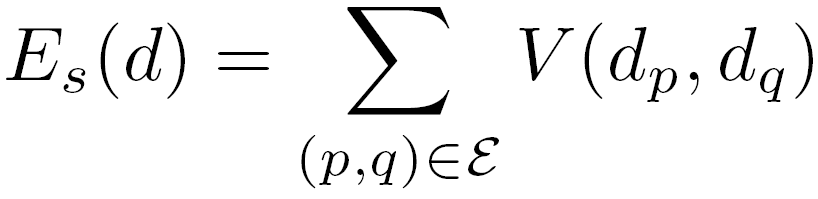 E_s(d) = \sum_{(p,q)\in\mathcal{E}} V(d_p, d_q)